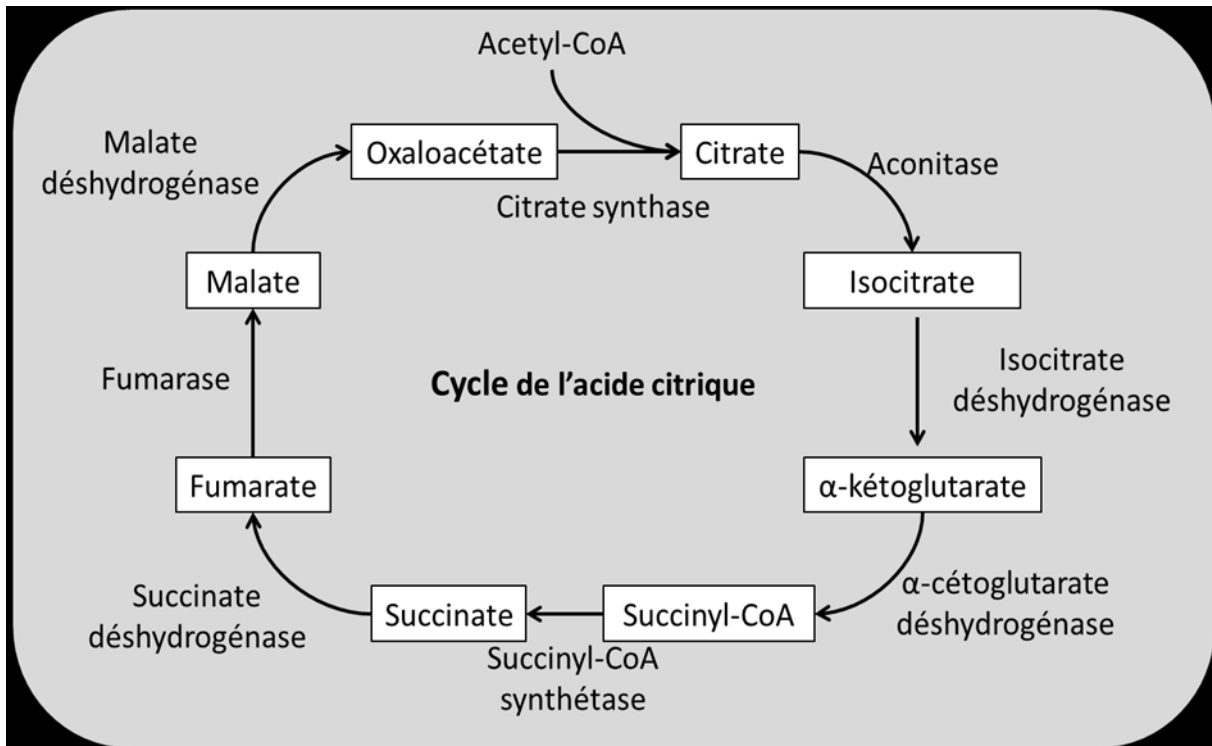 Acetyl-CoA
Malate
déshydrogénase
Oxaloacétate
Citrate
Aconitase
Citrate synthase
Malate
Isocitrate
Fumarase
Cycle de l’acide citrique
Isocitrate
déshydrogénase
Fumarate
α-kétoglutarate
Succinate
déshydrogénase
Succinate
Succinyl-CoA
α-cétoglutarate
déshydrogénase
Succinyl-CoA
synthétase